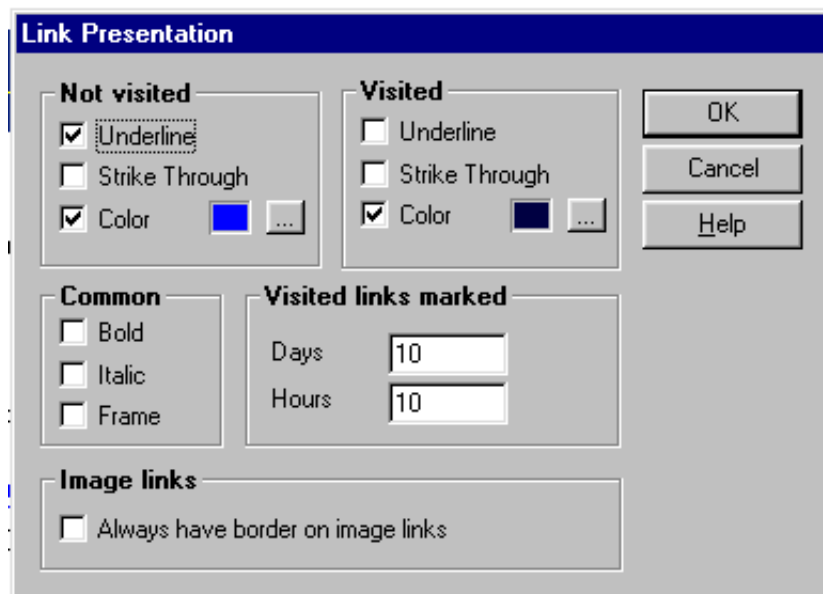 Link Presentation
Not visited
Underline
Strike Through
Color ...
Visited
Underline
Strike Through
Color ...
OK
Cancel
Help
Common
Bold
Italic
Frame
Visited links marked
Days 10
Hours 10
Image links
Always have border on image links